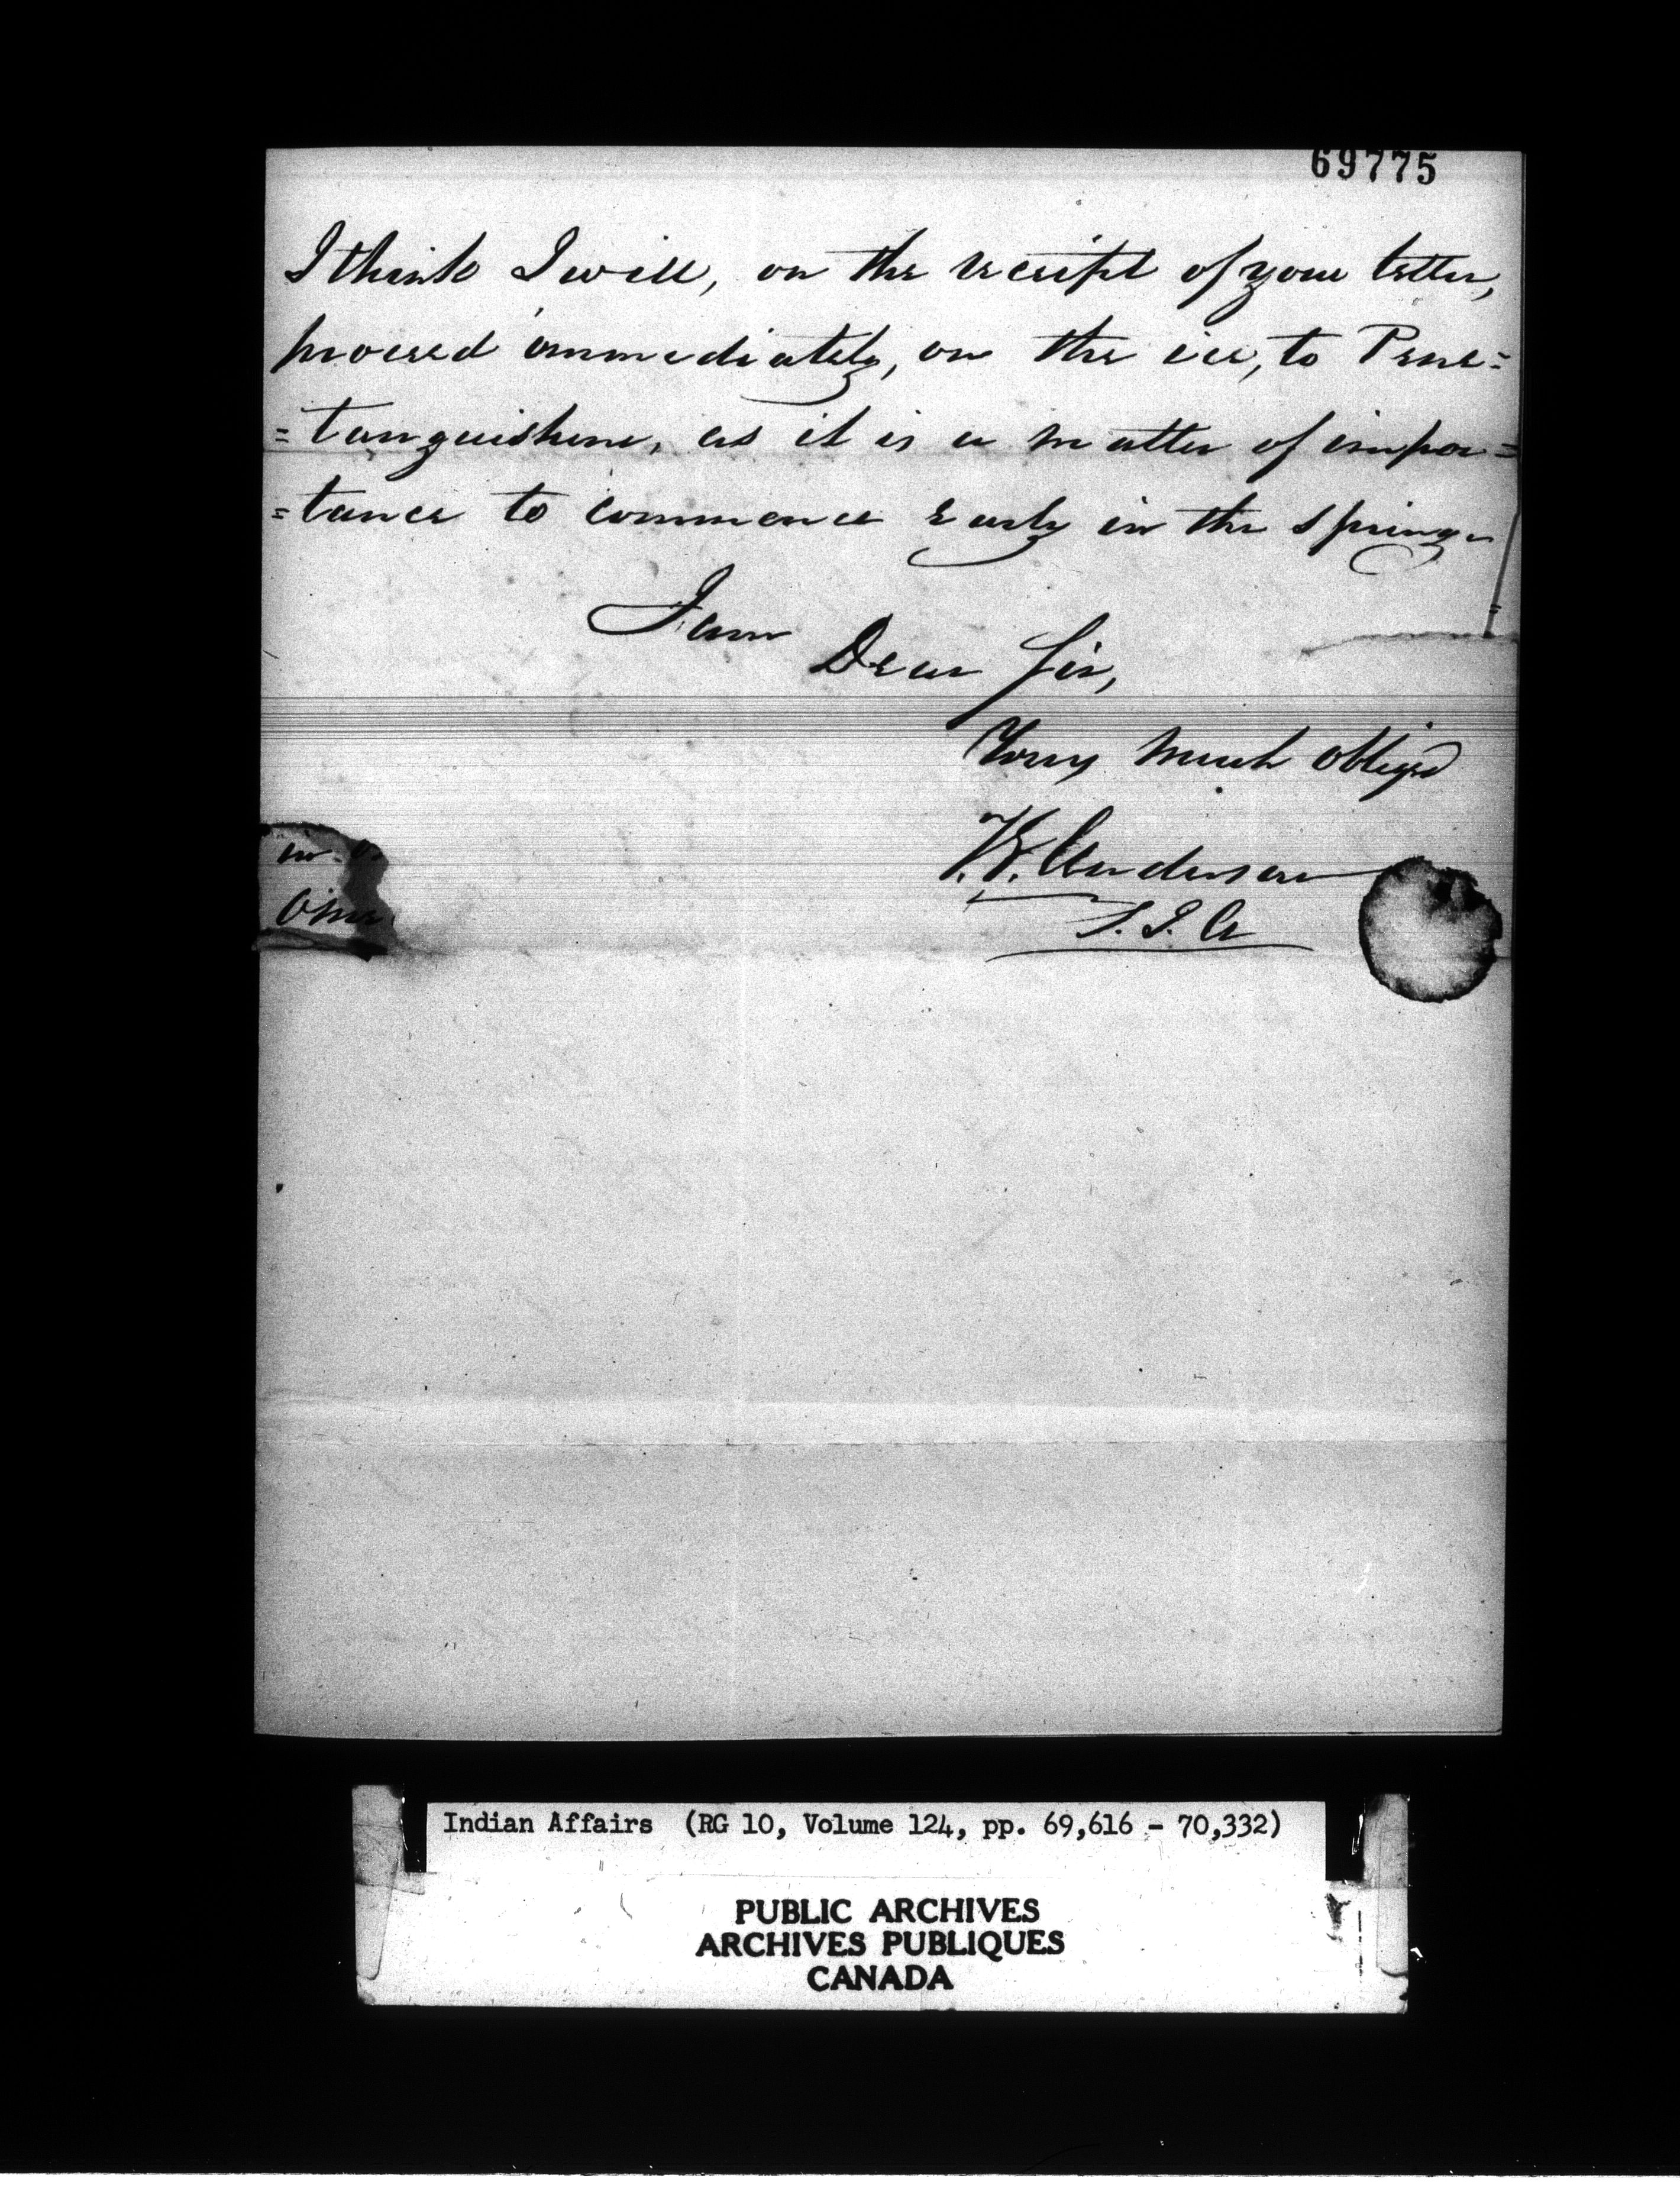 69775
I think I will, on the receipt of your letter,
proceed immediately, on the ice, to Pene=
=tanguishene, as it is a matter of impor=
=tance to commence early in the spring.
I am
Dear Sir,
Very much obliged
Anderson
S. I. A
in
Indian Affairs (RG 10, Volume 124, pp. 69,616 - 70,332)
PUBLIC ARCHIVES
ARCHIVES PUBLIQUES
CANADA